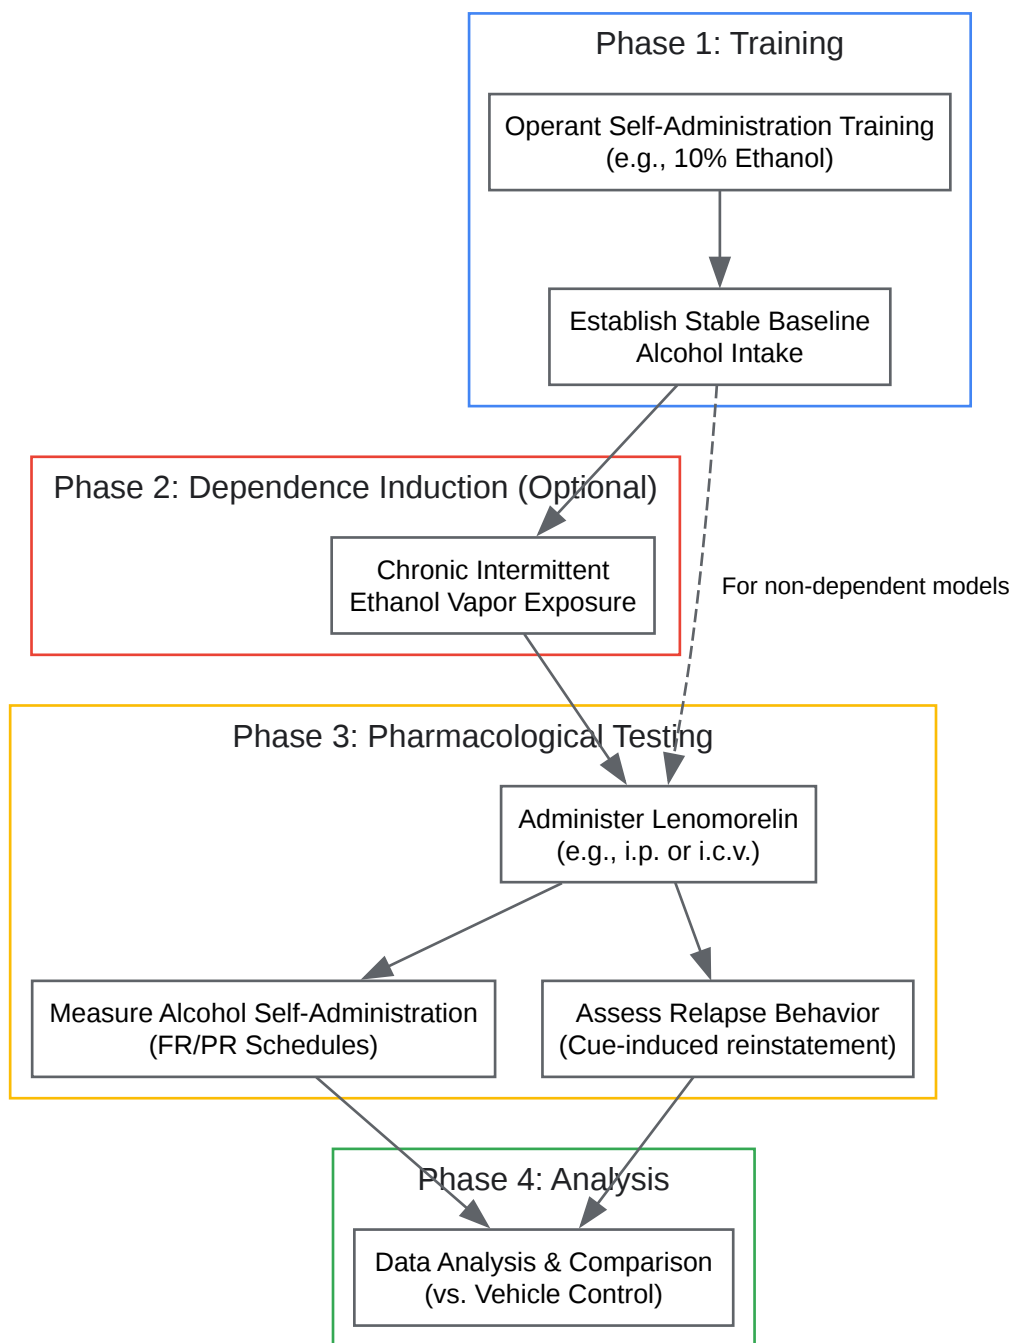 Phase 1: Training
Operant Self-Administration Training
(e.g., 10% Ethanol)
Establish Stable Baseline
Alcohol Intake
Phase 2: Dependence Induction (Optional)
Chronic Intermittent
Ethanol Vapor Exposure
For non-dependent models
Phase 3: Pharmacological Testing
Administer Lenomorelin
(e.g., i.p. or i.c.v.)
Measure Alcohol Self-Administration
(FR/PR Schedules)
Assess Relapse Behavior
(Cue-induced reinstatement)
Phase 4: Analysis
Data Analysis & Comparison
(vs. Vehicle Control)